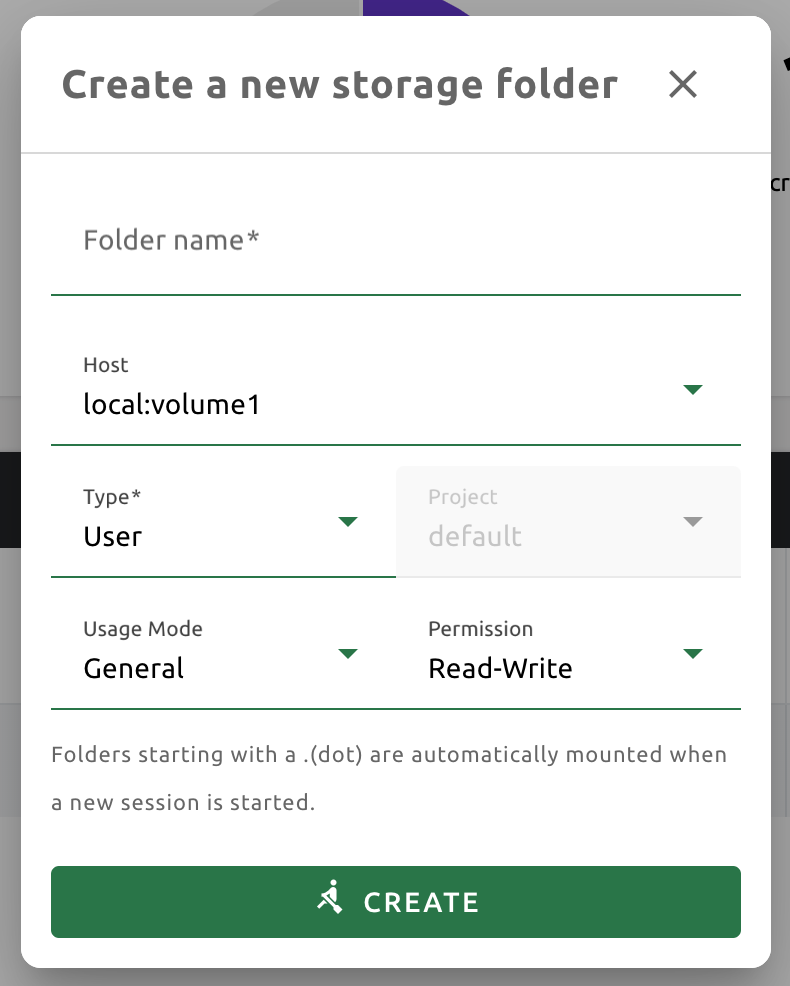 Create a new storage folder
Folder name*
Host
local:volume1
Type*
Project
User
default
Usage Mode
Permission
General
Read-Write
Folders starting with a .(dot) are automatically mounted when
a new session is started.
CREATE